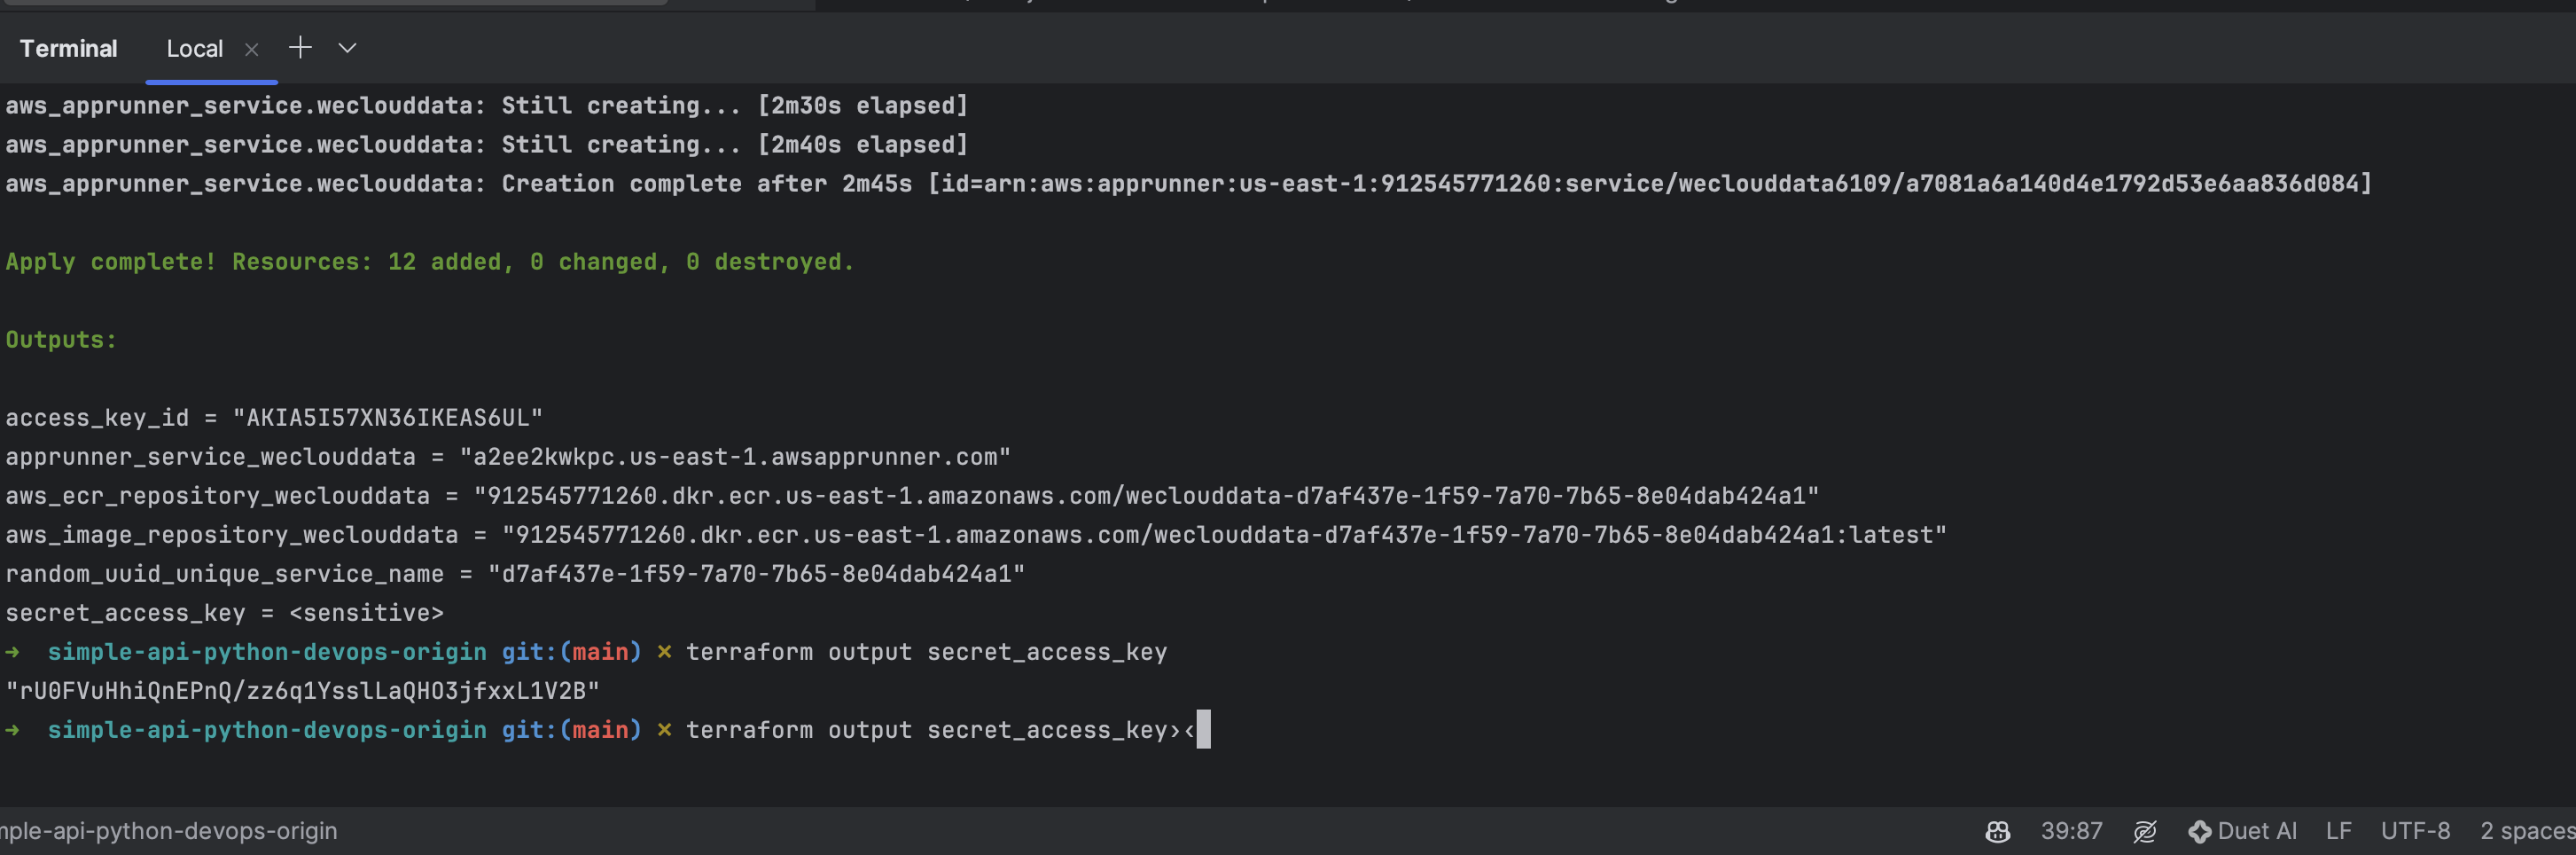 Terminal Local
aws_apprunner_service.weclouddata: Still creating... [2m30s elapsed]
aws_apprunner_service.weclouddata: Still creating... [2m40s elapsed]
aws_apprunner_service.weclouddata: Creation complete after 2m45s [id=arn:aws:apprunner:us-east-1:912545771260:service/weclouddata6109/a7081a6a140d4e1792d53e6aa836d084]
Apply complete! Resources: 12 added, 0 changed, 0 destroyed.
Outputs:
access_key_id = "AKIA5I57XN36IKEAS6UL"
apprunner_service_weclouddata = "a2ee2kwkpc.us-east-1.awsapprunner.com"
aws_ecr_repository_weclouddata = "912545771260.dkr.ecr.us-east-1.amazonaws.com/weclouddata-d7af437e-1f59-7a70-7b65-8e04dab424a1"
aws_image_repository_weclouddata = "912545771260.dkr.ecr.us-east-1.amazonaws.com/weclouddata-d7af437e-1f59-7a70-7b65-8e04dab424a1:latest"
random_uuid_unique_service_name = "d7af437e-1f59-7a70-7b65-8e04dab424a1"
secret_access_key = <sensitive>
→ simple-api-python-devops-origin git:(main) × terraform output secret_access_key
"rU0FVuHhiQnEPnQ/zz6q1YsslLaQHO3jfxxL1V2B"
→ simple-api-python-devops-origin git:(main) × terraform output secret_access_key›‹
mple-api-python-devops-origin 39:87 Duet AI LF UTF-8 2 spaces